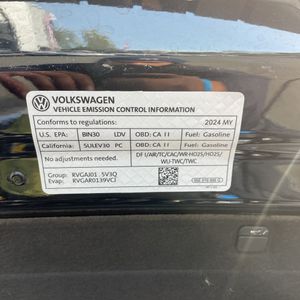 VOLKSWAGEN
VEHICLE EMISSION CONTROL INFORMATION
Conforms to regulations: 2024 MY
U.S. EPA: BIN30 LDV OBD: CA II Fuel: Gasoline
California: SULEV30 PC OBD: CA II Fuel: Gasoline
No adjustments needed. DFI/AIR/TC/CAC/WR-HO2S/HO2S/
WU-TWC/TWC
Group: RVGAJ01.5V3Q
Evap: RVGAR0139VCJ